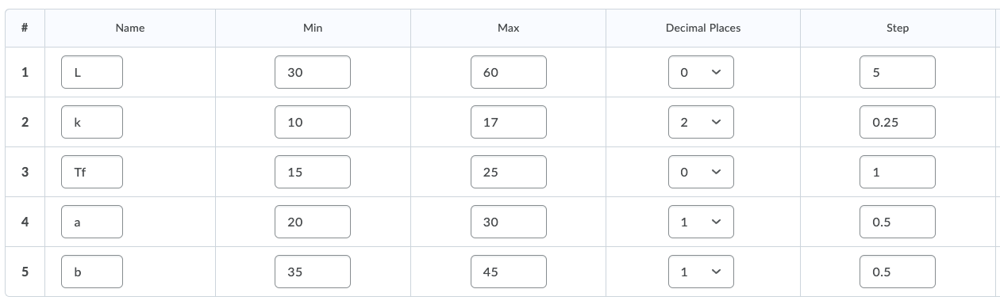 # Name Min Max Decimal Places Step
1 L 30 60 0 5
2 k 10 17 2 0.25
3 Tf 15 25 0 1
4 a 20 30 1 0.5
5 b 35 45 1 0.5